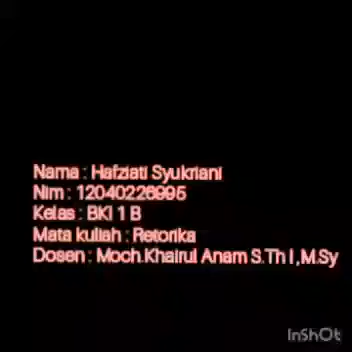 Nama : Hafziati Syukriani
Nim : 12040226995
Kelas : BKI 1 B
Mata kuliah : Retorika
Dosen : Moch.Khairul Anam S.Th I ,M.Sy
InShOt